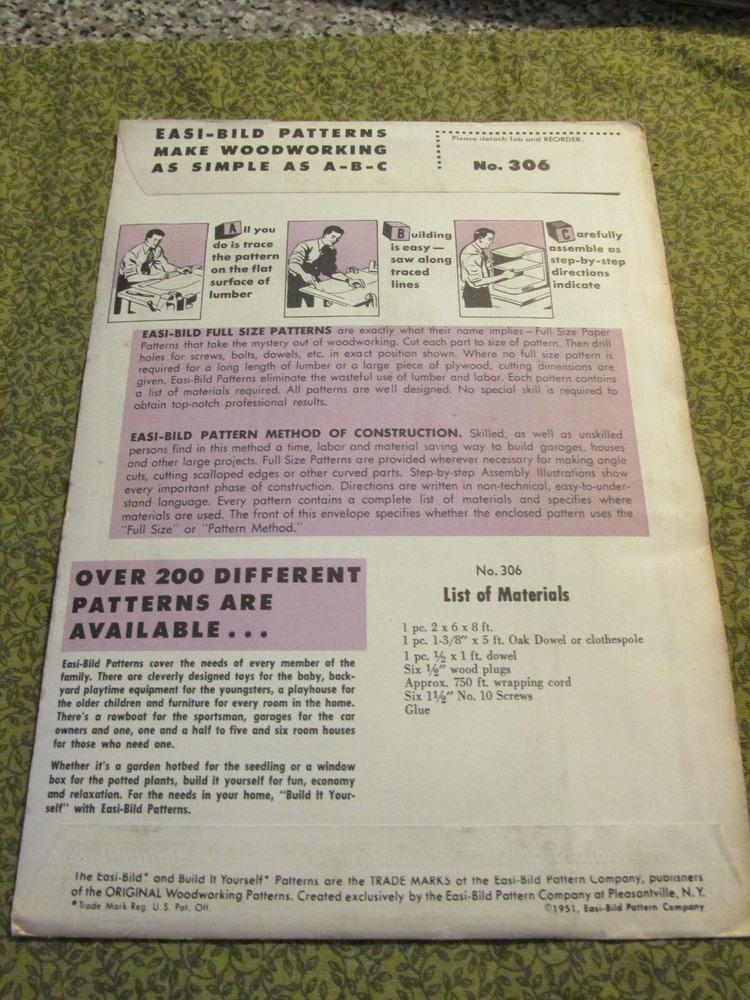 EASI-BILD PATTERNS
MAKE WOODWORKING
AS SIMPLE AS A-B-C
Please detach tab and REORDER:
No. 306
All you
do is trace
the pattern
on the flat
surface of
lumber
Building
is easy—
saw along
traced
lines
Carefully
assemble as
step-by-step
directions
indicate
EASI-BILD FULL SIZE PATTERNS are exactly what their name implies—Full Size Paper
Patterns that take the mystery out of woodworking. Cut each part to size of pattern. Then drill
holes for screws, bolts, dowels, etc. in exact position shown. Where no full size pattern is
required for a long length of lumber or a large piece of plywood, cutting dimensions are
given. Easi-Bild Patterns eliminate the wasteful use of lumber and labor. Each pattern contains
a list of materials required. All patterns are well designed. No special skill is required to
obtain top-notch professional results.
EASI-BILD PATTERN METHOD OF CONSTRUCTION. Skilled, as well as unskilled
persons find in this method a time, labor and material saving way to build garages, houses
and other large projects. Full Size Patterns are provided wherever necessary for making angle
cuts, cutting scalloped edges or other curved parts. Step-by-step Assembly Illustrations show
every important phase of construction. Directions are written in non-technical, easy-to-under-
stand language. Every pattern contains a complete list of materials and specifies where
materials are used. The front of this envelope specifies whether the enclosed pattern uses the
"Full Size" or "Pattern Method."
OVER 200 DIFFERENT
PATTERNS ARE
AVAILABLE...
Easi-Bild Patterns cover the needs of every member of the
family. There are cleverly designed toys for the baby, back-
yard playtime equipment for the youngsters, a playhouse for
the older children and furniture for every room in the home.
There's a rowboat for the sportsman, garages for the car
owners and one, one and a half to five and six room houses
for those who need one.
Whether it's a garden hotbed for the seedling or a window
box for the potted plants, build it yourself for fun, economy
and relaxation. For the needs in your home, "Build It Your-
self" with Easi-Bild Patterns.
No. 306
List of Materials
1 pc. 2 x 6 x 8 ft.
1 pc. 1-3/8" x 5 ft. Oak Dowel or clothespole
1 pc. ½ x 1 ft. dowel
Six ½" wood plugs
Approx. 750 ft. wrapping cord
Six 1½" No. 10 Screws
Glue
The Easi-Bild* and Build It Yourself* Patterns are the TRADE MARKS of the Easi-Bild Pattern Company, publishers
of the ORIGINAL Woodworking Patterns. Created exclusively by the Easi-Bild Pattern Company at Pleasantville, N. Y.
*Trade Mark Reg. U. S. Pat. Off.
©1951, Easi-Bild Pattern Company